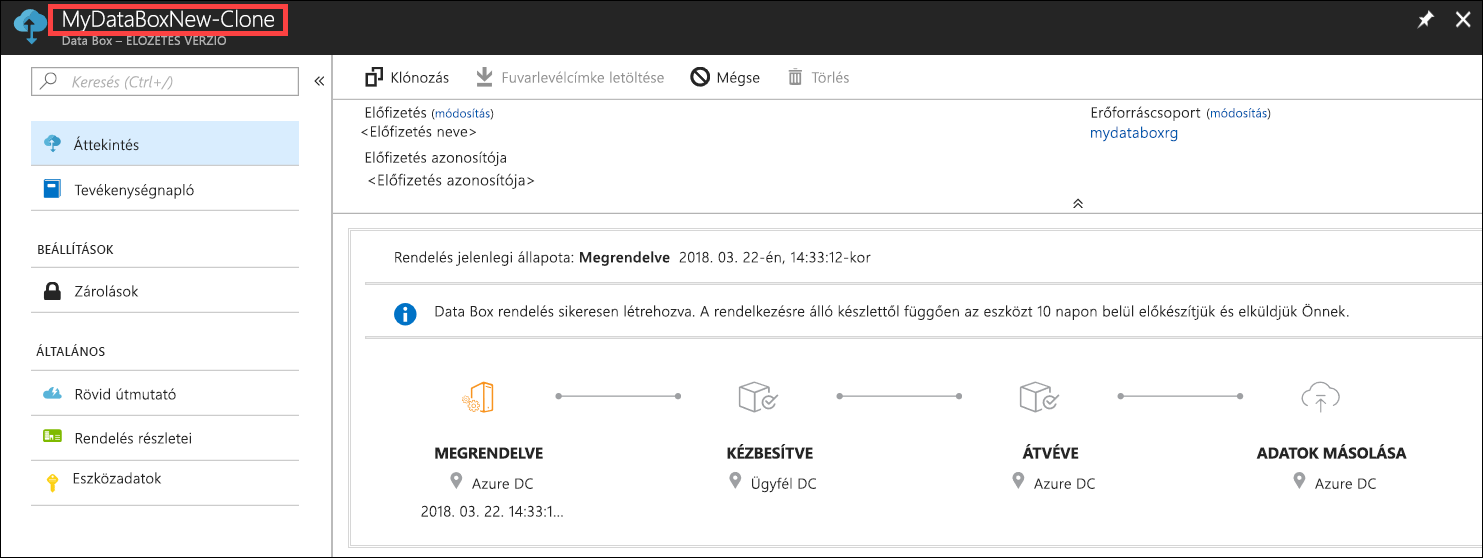 MyDataBoxNew-Clone
Data Box – ELŐZETES VERZIÓ
Keresés (Ctrl+/)
«
Áttekintés
Tevékenységnapló
BEÁLLÍTÁSOK
Zárolások
ÁLTALÁNOS
Rövid útmutató
Rendelés részletei
Eszközadatok
Klónozás Fuvarlevélcímke letöltése Mégse Törlés
Előfizetés (módosítás)
<Előfizetés neve>
Előfizetés azonosítója
<Előfizetés azonosítója>
Erőforráscsoport (módosítás)
mydataboxrg
Rendelés jelenlegi állapota: Megrendelve 2018. 03. 22-én, 14:33:12-kor
Data Box rendelés sikeresen létrehozva. A rendelkezésre álló készlettől függően az eszközt 10 napon belül előkészítjük és elküldjük Önnek.
MEGRENDELVE KÉZBESÍTVE ÁTVÉVE ADATOK MÁSOLÁSA
Azure DC Ügyfél DC Azure DC Azure DC
2018. 03. 22. 14:33:1...